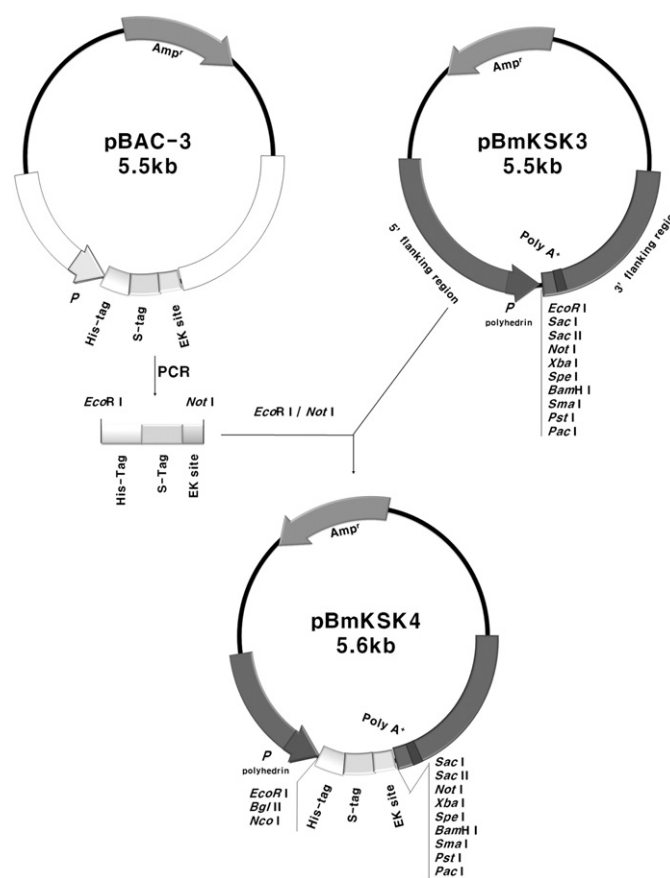 Ampʳ
pBAC-3
5.5kb
P
His-tag
S-tag
EK site
Ampʳ
pBmKSK3
5.5kb
5' flanking region
Poly A⁺
3' flanking region
P
polyhedrin
EcoR I
Sac I
Sac II
Not I
Xba I
Spe I
BamH I
Sma I
Pst I
Pac I
PCR
EcoR I
Not I
EcoR I / Not I
His-Tag
S-Tag
EK site
Ampʳ
pBmKSK4
5.6kb
Poly A⁺
P
polyhedrin
EcoR I
Bgl II
Nco I
His-tag
S-tag
EK site
Sac I
Sac II
Not I
Xba I
Spe I
BamH I
Sma I
Pst I
Pac I